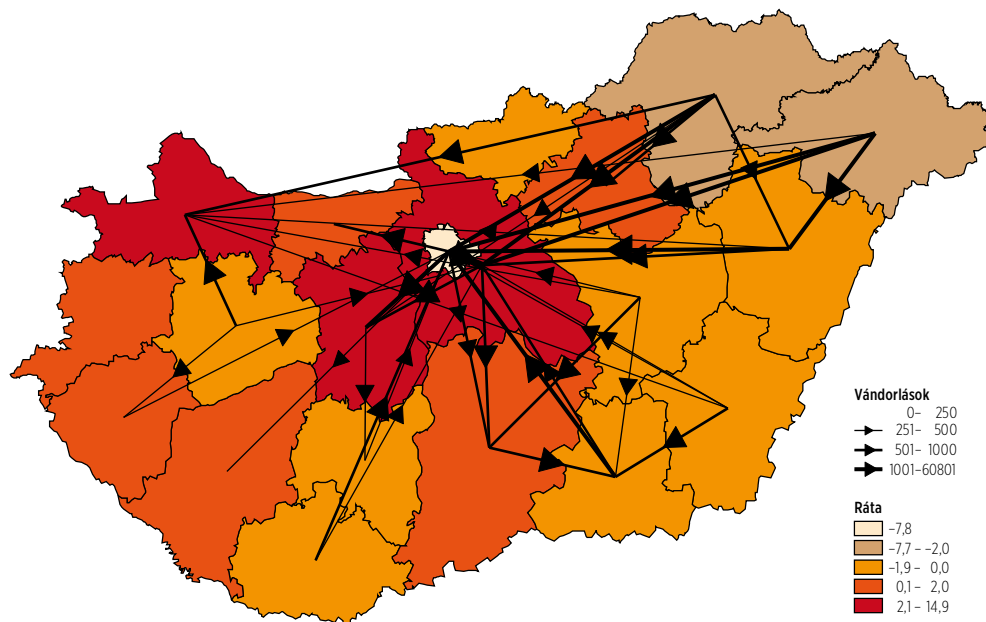 Vándorlások
0– 250
251– 500
501– 1000
1001–60801
Ráta
–7,8
–7,7 – –2,0
–1,9 – 0,0
0,1 – 2,0
2,1 – 14,9